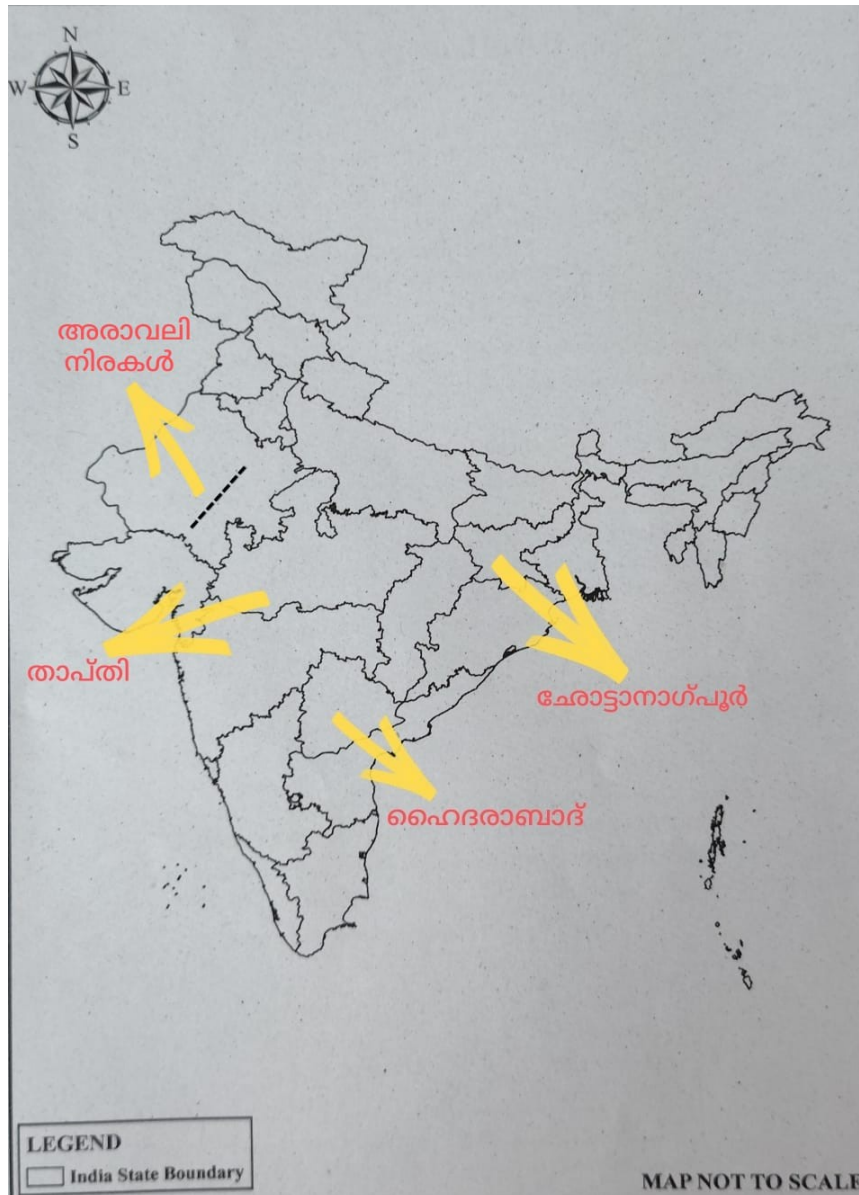 N
W E
S
അരാവലി
നിരകൾ
താപ്തി
ഛോട്ടാനാഗ്പൂർ
ഹൈദരാബാദ്
LEGEND
India State Boundary
MAP NOT TO SCALE